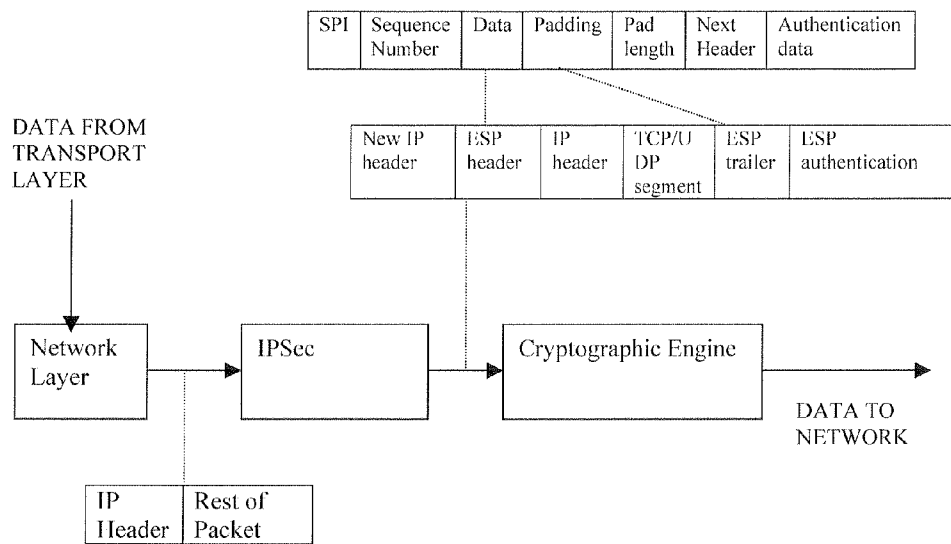 SPI
Sequence
Number
Data
Padding
Pad
length
Next
Header
Authentication
data
DATA FROM
TRANSPORT
LAYER
New IP
header
ESP
header
IP
header
TCP/U
DP
segment
ESP
trailer
ESP
authentication
Network
Layer
IPSec
Cryptographic Engine
DATA TO
NETWORK
IP
Header
Rest of
Packet